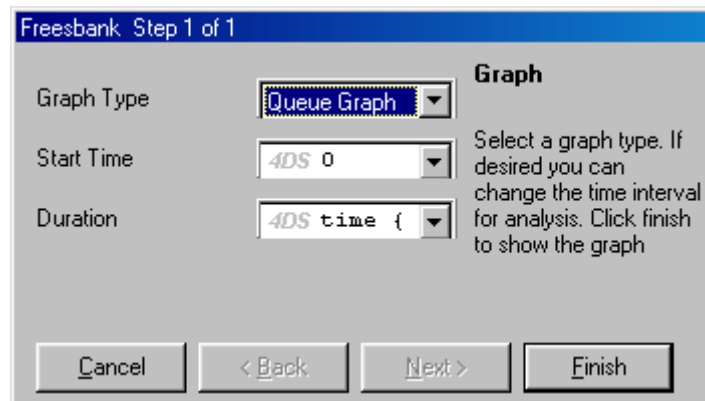 Freesbank Step 1 of 1
Graph Type
Queue Graph
Start Time
4DS 0
Duration
4DS time {
Graph
Select a graph type. If
desired you can
change the time interval
for analysis. Click finish
to show the graph
Cancel
< Back
Next >
Finish